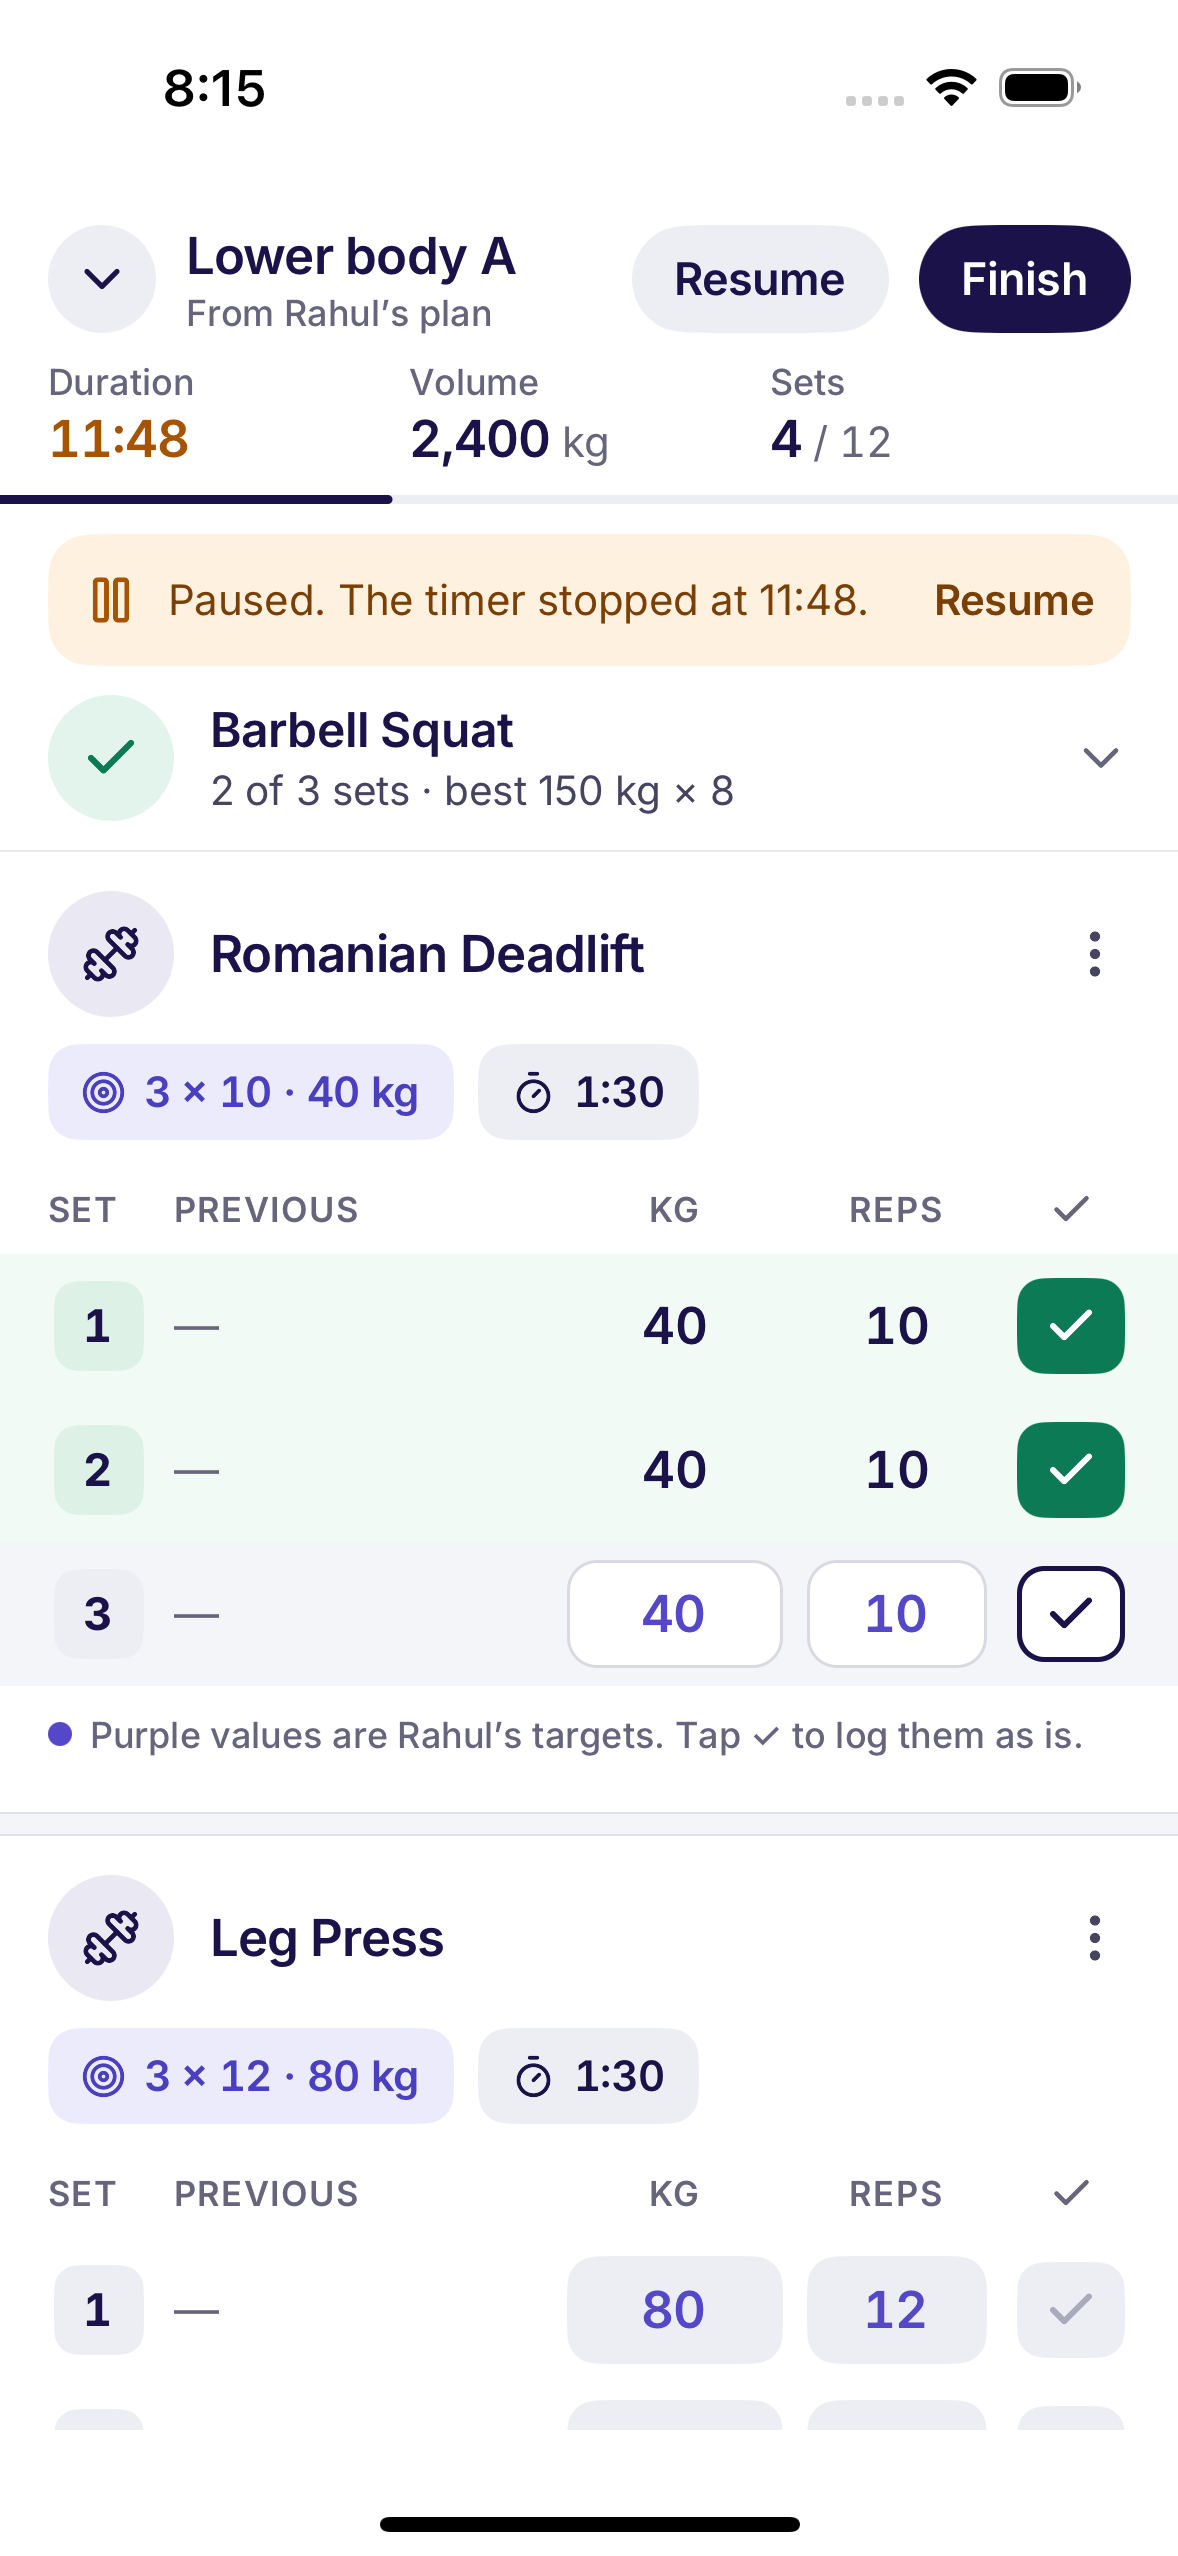 8:15
Lower body A
From Rahul’s plan
Resume
Finish
Duration
Volume
Sets
11:48
2,400 kg
4 / 12
Paused. The timer stopped at 11:48.
Resume
Barbell Squat
2 of 3 sets · best 150 kg × 8
Romanian Deadlift
3 × 10 · 40 kg
1:30
SET PREVIOUS KG REPS ✓
1 — 40 10 ✓
2 — 40 10 ✓
3 — 40 10 ✓
Purple values are Rahul’s targets. Tap ✓ to log them as is.
Leg Press
3 × 12 · 80 kg
1:30
SET PREVIOUS KG REPS ✓
1 — 80 12 ✓